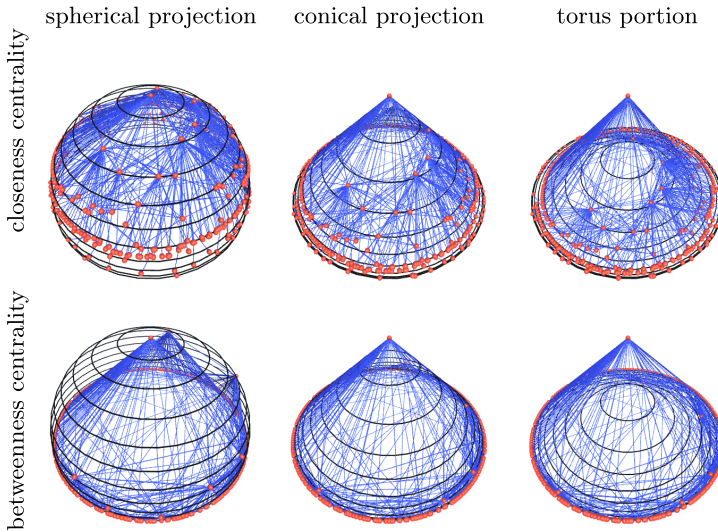 spherical projection
conical projection
torus portion
closeness centrality
betweenness centrality